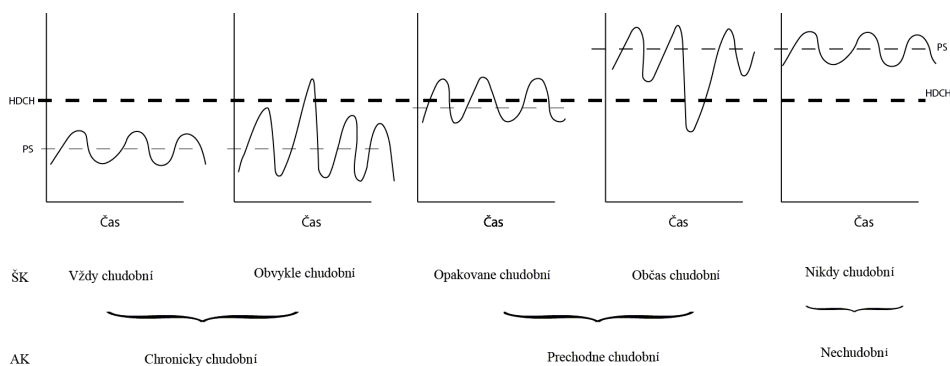 PS
HDCH
HDCH
PS
Čas Čas Čas Čas Čas
ŠK Vždy chudobní Obvykle chudobní Opakovane chudobní Občas chudobní Nikdy chudobní
AK Chronicky chudobní Prechodne chudobní Nechudobní